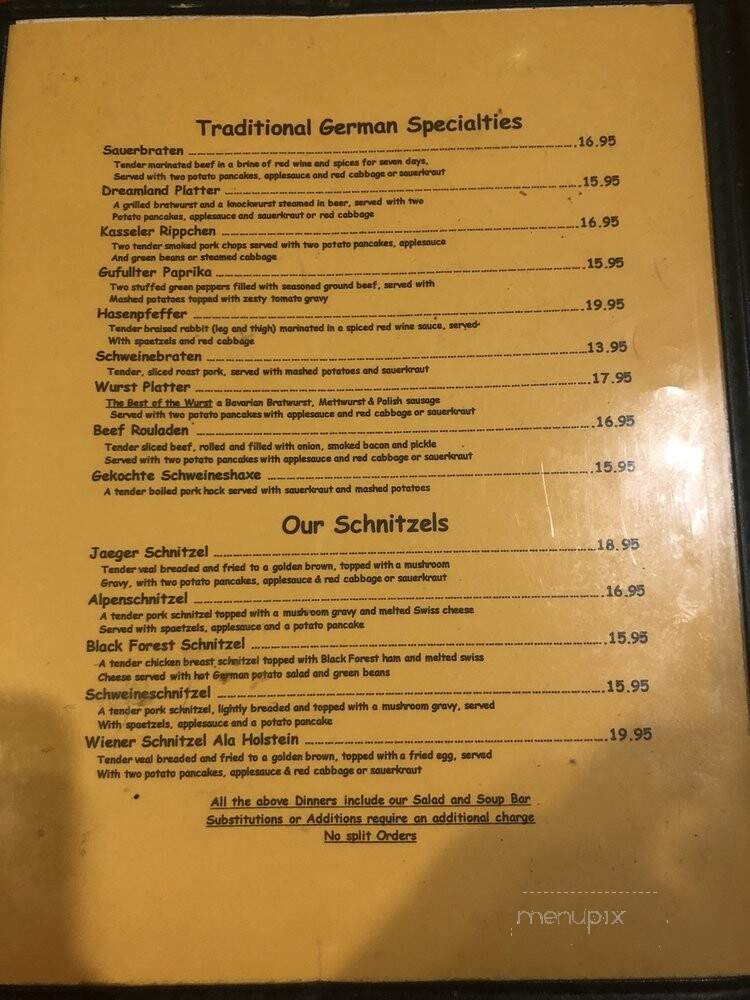 Traditional German Specialties
Sauerbraten ................ 16.95
Tender marinated beef in a brine of red wine and spices for seven days,
Served with two potato pancakes, applesauce and red cabbage or sauerkraut
Dreamland Platter ................ 15.95
A grilled bratwurst and a knockwurst steamed in beer, served with two
Potato pancakes, applesauce and sauerkraut or red cabbage
Kasseler Rippchen ................ 16.95
Two tender smoked pork chops served with two potato pancakes, applesauce
And green beans or steamed cabbage
Gufullter Paprika ................ 15.95
Two stuffed green peppers filled with seasoned ground beef, served with
Mashed potatoes topped with zesty tomato gravy
Hasenpfeffer ................ 19.95
Tender braised rabbit (leg and thigh) marinated in a spiced red wine sauce, served
With spaetzels and red cabbage
Schweinebraten ................ 13.95
Tender, sliced roast pork, served with mashed potatoes and sauerkraut
Wurst Platter ................ 17.95
The Best of the Wurst a Bavarian Bratwurst, Mettwurst & Polish sausage
Served with two potato pancakes with applesauce and red cabbage or sauerkraut
Beef Rouladen ................ 16.95
Tender sliced beef, rolled and filled with onion, smoked bacon and pickle
Served with two potato pancakes with applesauce and red cabbage or sauerkraut
Gekochte Schweineshaxe ................ 15.95
A tender boiled pork hock served with sauerkraut and mashed potatoes
Our Schnitzels
Jaeger Schnitzel ................ 18.95
Tender veal breaded and fried to a golden brown, topped with a mushroom
Gravy, with two potato pancakes, applesauce & red cabbage or sauerkraut
Alpenschnitzel ................ 16.95
A tender pork schnitzel topped with a mushroom gravy and melted Swiss cheese
Served with spaetzels, applesauce and a potato pancake
Black Forest Schnitzel ................ 15.95
A tender chicken breast schnitzel topped with Black Forest ham and melted swiss
Cheese served with hot German potato salad and green beans
Schweineschnitzel ................ 15.95
A tender pork schnitzel, lightly breaded and topped with a mushroom gravy, served
With spaetzels, applesauce and a potato pancake
Wiener Schnitzel Ala Holstein ................ 19.95
Tender veal breaded and fried to a golden brown, topped with a fried egg, served
With two potato pancakes, applesauce & red cabbage or sauerkraut
All the above Dinners include our Salad and Soup Bar
Substitutions or Additions require an additional charge
No split Orders
menupix